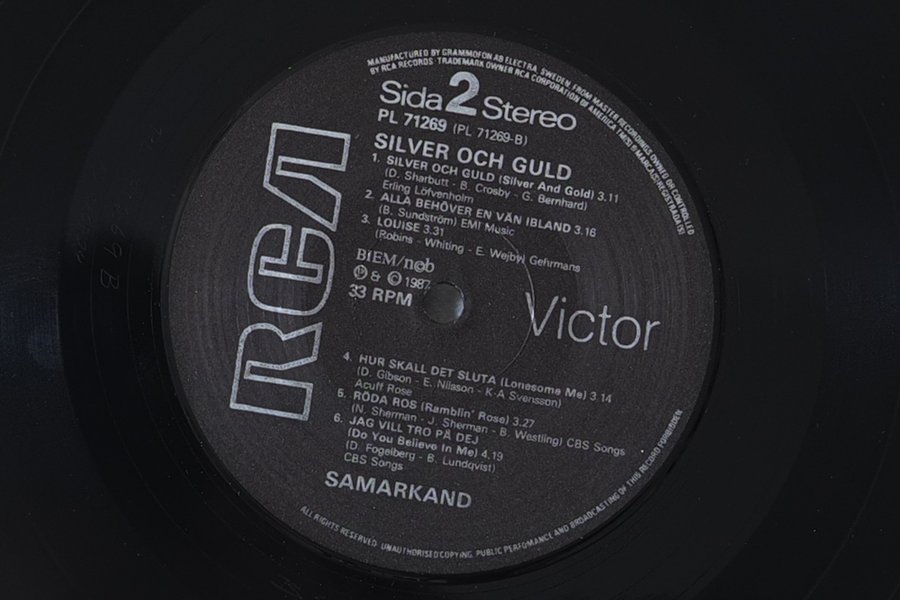 MANUFACTURED BY GRAMMOFON AB ELECTRA, SWEDEN, FROM MASTER RECORDINGS OWNED OR CONTROLLED
BY RCA RECORDS. TRADEMARK OWNER RCA CORPORATION OF AMERICA TM(S) ® MARCA(S) REGISTRADA(S)
Sida 2 Stereo
PL 71269 (PL 71269-B)
SILVER OCH GULD
1. SILVER OCH GULD (Silver And Gold) 3.11
(D. Sharbutt - B. Crosby - G. Bernhard)
Erling Löfvenholm
2. ALLA BEHÖVER EN VÄN IBLAND 3.16
(B. Sundström) EMI Music
3. LOUISE 3.31
(Robins - Whiting - E. Wejby) Gehrmans
BIEM/ncb
Ⓟ & © 1987
33 RPM
RCA
Victor
4. HUR SKALL DET SLUTA (Lonesome Me) 3.14
(D. Gibson - E. Nilsson - K-A Svensson)
Acuff Rose
5. RÖDA ROS (Ramblin' Rose) 3.27
(N. Sherman - J. Sherman - B. Westling) CBS Songs
6. JAG VILL TRO PÅ DEJ
(Do You Believe In Me) 4.19
(D. Fogelberg - B. Lundqvist)
CBS Songs
SAMARKAND
ALL RIGHTS RESERVED. UNAUTHORISED COPYING, PUBLIC PERFOMANCE AND BROADCASTING OF THIS RECORD FORBIDDEN